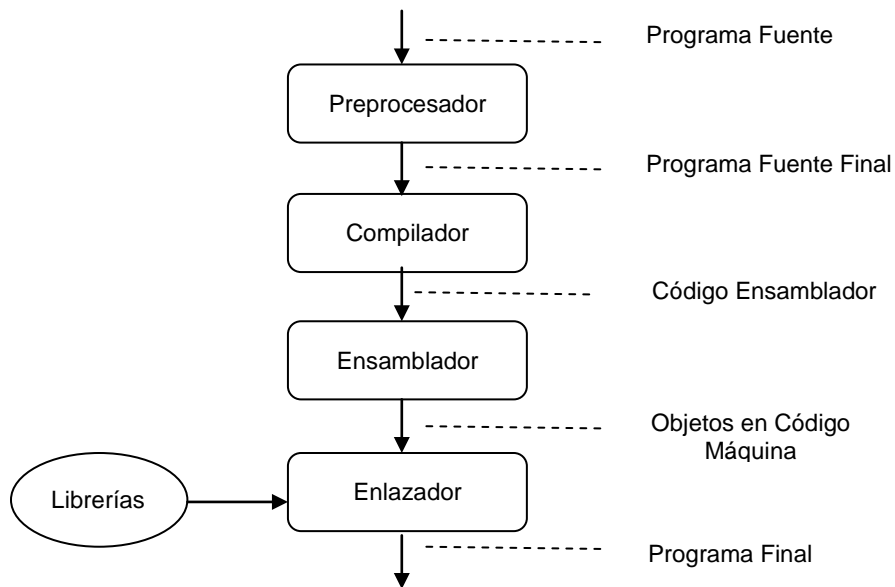 Programa Fuente
Preprocesador
Programa Fuente Final
Compilador
Código Ensamblador
Ensamblador
Objetos en Código
Máquina
Librerías
Enlazador
Programa Final